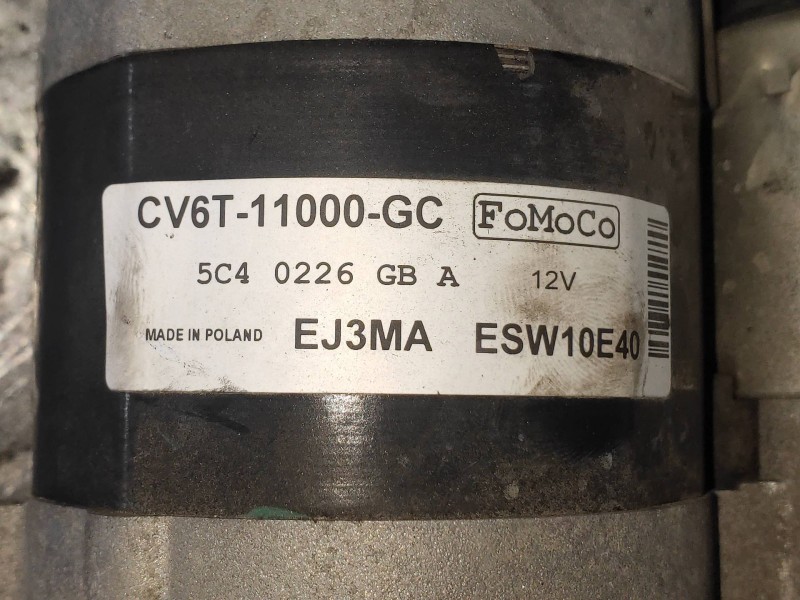 CV6T-11000-GC FoMoCo
5C4 0226 GB A 12V
MADE IN POLAND EJ3MA ESW10E40